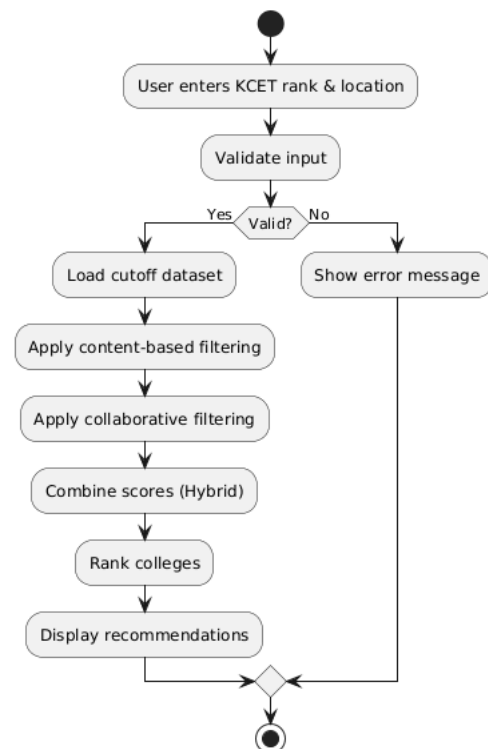 User enters KCET rank & location
Validate input
Yes
Valid?
No
Load cutoff dataset
Show error message
Apply content-based filtering
Apply collaborative filtering
Combine scores (Hybrid)
Rank colleges
Display recommendations